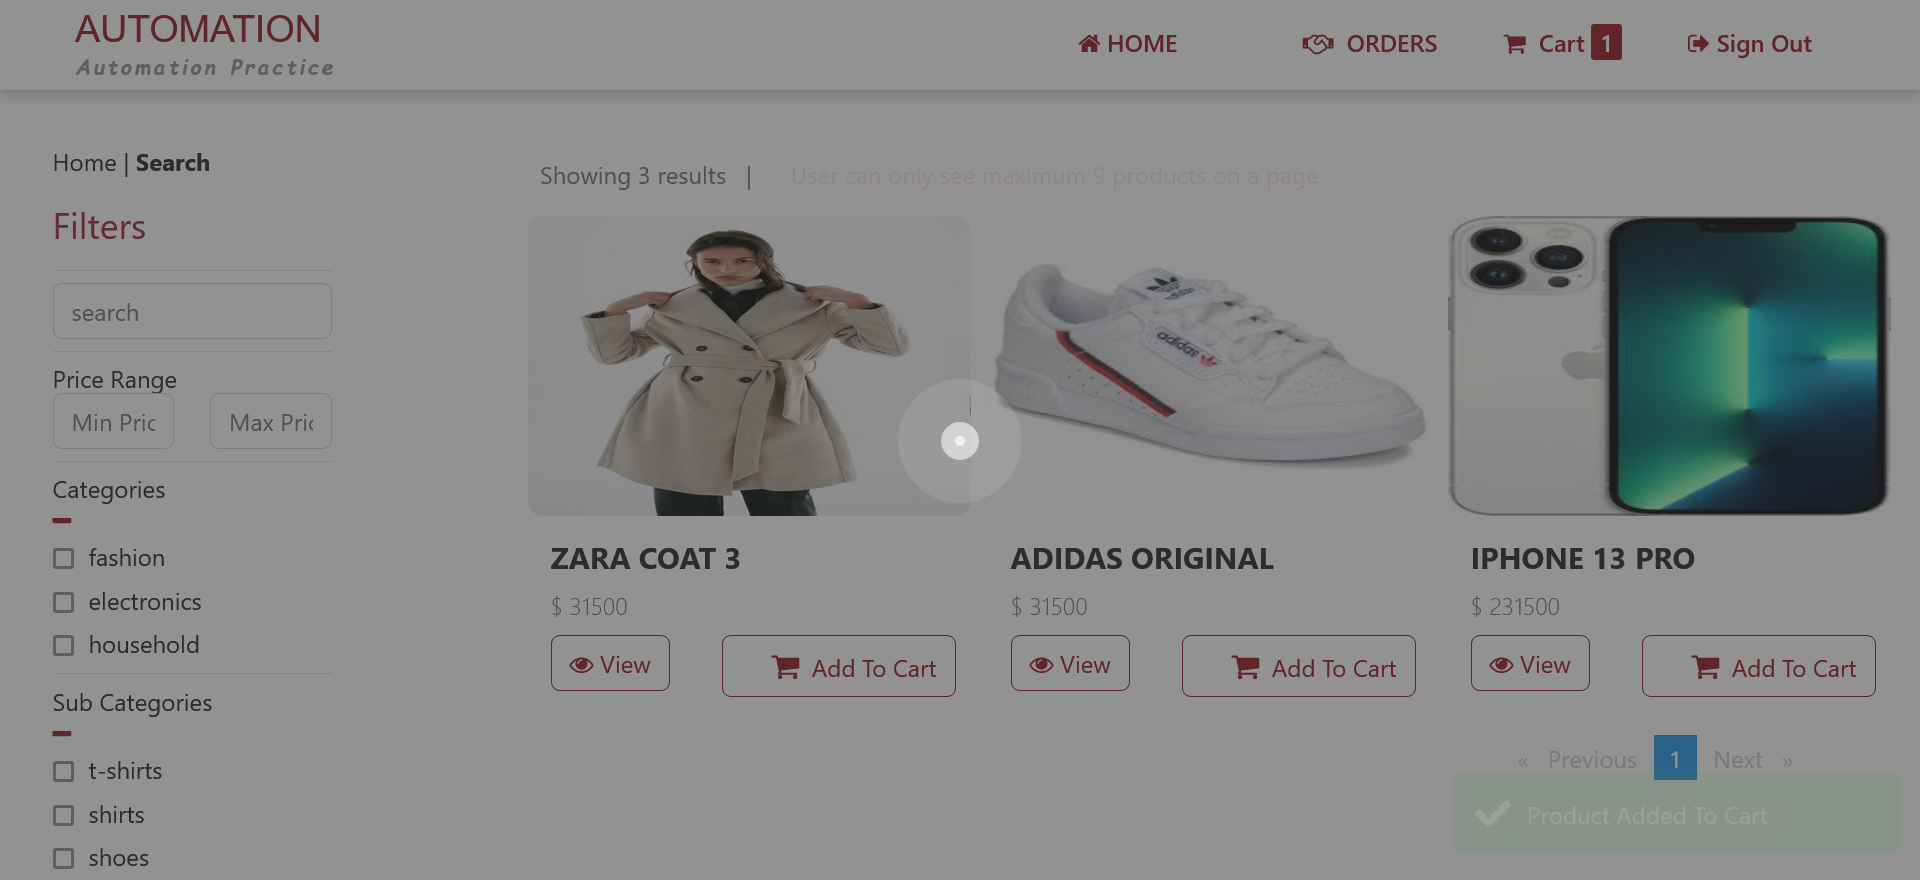 AUTOMATION
Automation Practice
HOME
ORDERS
Cart 1
Sign Out
Home | Search
Filters
search
Price Range
Min Pric
Max Pric
Categories
fashion
electronics
household
Sub Categories
t-shirts
shirts
shoes
Showing 3 results |
User can only see maximum 9 products on a page
adidas
adidas
ZARA COAT 3
$ 31500
View
Add To Cart
ADIDAS ORIGINAL
$ 31500
View
Add To Cart
IPHONE 13 PRO
$ 231500
View
Add To Cart
« Previous 1 Next »
Product Added To Cart